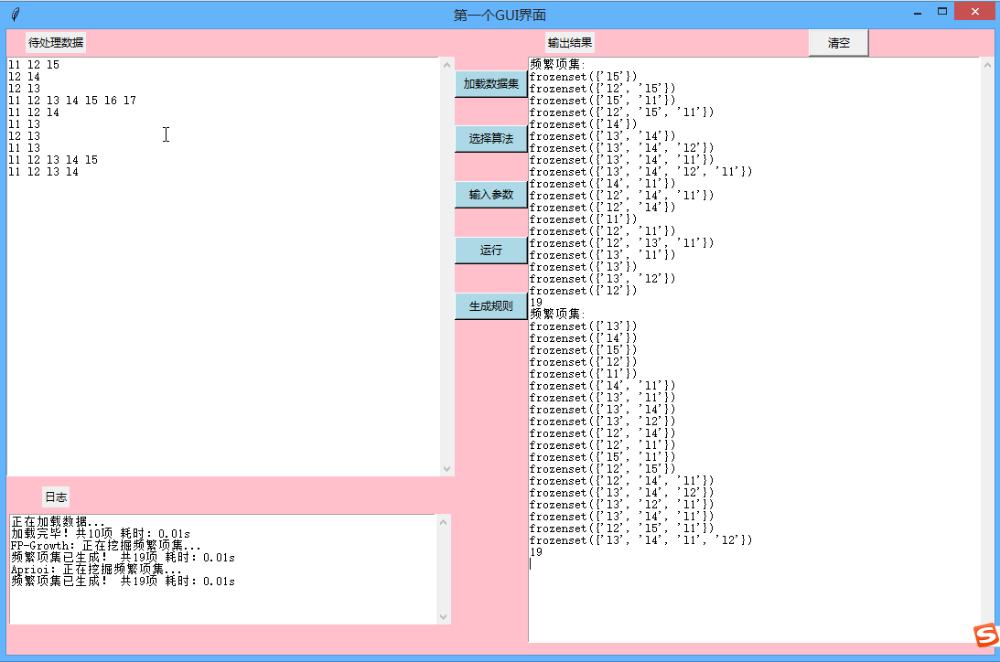 第一个GUI界面
待处理数据
l1 l2 l5
l2 l4
l2 l3
l1 l2 l3 l4 l5 l6 l7
l1 l2 l4
l1 l3
l2 l3
l1 l3
l1 l2 l3 l4 l5
l1 l2 l3 l4
加载数据集
选择算法
输入参数
运行
生成规则
日志
正在加载数据...
加载完毕! 共10项 耗时: 0.01s
FP-Growth: 正在挖掘频繁项集...
频繁项集已生成! 共19项 耗时: 0.01s
Aprioi: 正在挖掘频繁项集...
频繁项集已生成! 共19项 耗时: 0.01s
输出结果
清空
频繁项集:
frozenset({'l5'})
frozenset({'l2', 'l5'})
frozenset({'l5', 'l1'})
frozenset({'l2', 'l5', 'l1'})
frozenset({'l4'})
frozenset({'l3', 'l4'})
frozenset({'l3', 'l4', 'l2'})
frozenset({'l3', 'l4', 'l1'})
frozenset({'l3', 'l4', 'l2', 'l1'})
frozenset({'l4', 'l1'})
frozenset({'l2', 'l4', 'l1'})
frozenset({'l2', 'l4'})
frozenset({'l1'})
frozenset({'l2', 'l1'})
frozenset({'l2', 'l3', 'l1'})
frozenset({'l3', 'l1'})
frozenset({'l3'})
frozenset({'l3', 'l2'})
frozenset({'l2'})
19
频繁项集:
frozenset({'l3'})
frozenset({'l4'})
frozenset({'l5'})
frozenset({'l2'})
frozenset({'l1'})
frozenset({'l4', 'l1'})
frozenset({'l3', 'l1'})
frozenset({'l3', 'l4'})
frozenset({'l3', 'l2'})
frozenset({'l2', 'l4'})
frozenset({'l2', 'l1'})
frozenset({'l5', 'l1'})
frozenset({'l2', 'l5'})
frozenset({'l2', 'l4', 'l1'})
frozenset({'l3', 'l4', 'l2'})
frozenset({'l3', 'l2', 'l1'})
frozenset({'l3', 'l4', 'l1'})
frozenset({'l2', 'l5', 'l1'})
frozenset({'l3', 'l4', 'l1', 'l2'})
19